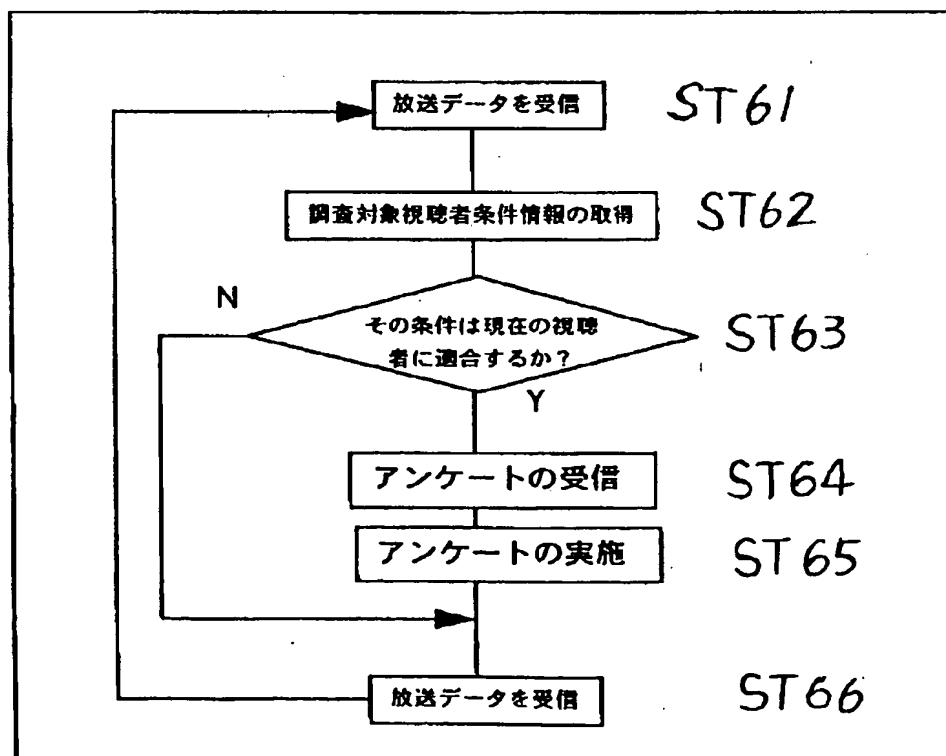 放送データを受信
ST61
調査対象視聴者条件情報の取得
ST62
N
その条件は現在の視聴
者に適合するか？
ST63
Y
アンケートの受信
ST64
アンケートの実施
ST65
放送データを受信
ST66